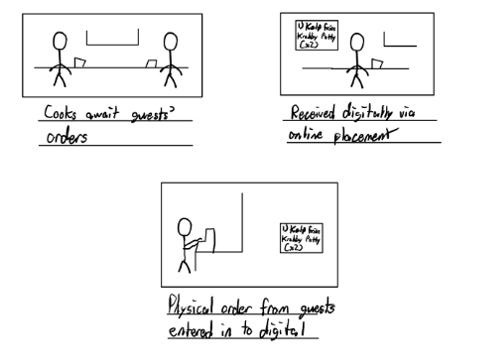 Cooks await guests'
orders
1) Kelp Fries
Krabby Patty
(x2)
Received digitally via
online placement
1) Kelp Fries
Krabby Patty
(x2)
Physical order from guests
entered in to digital